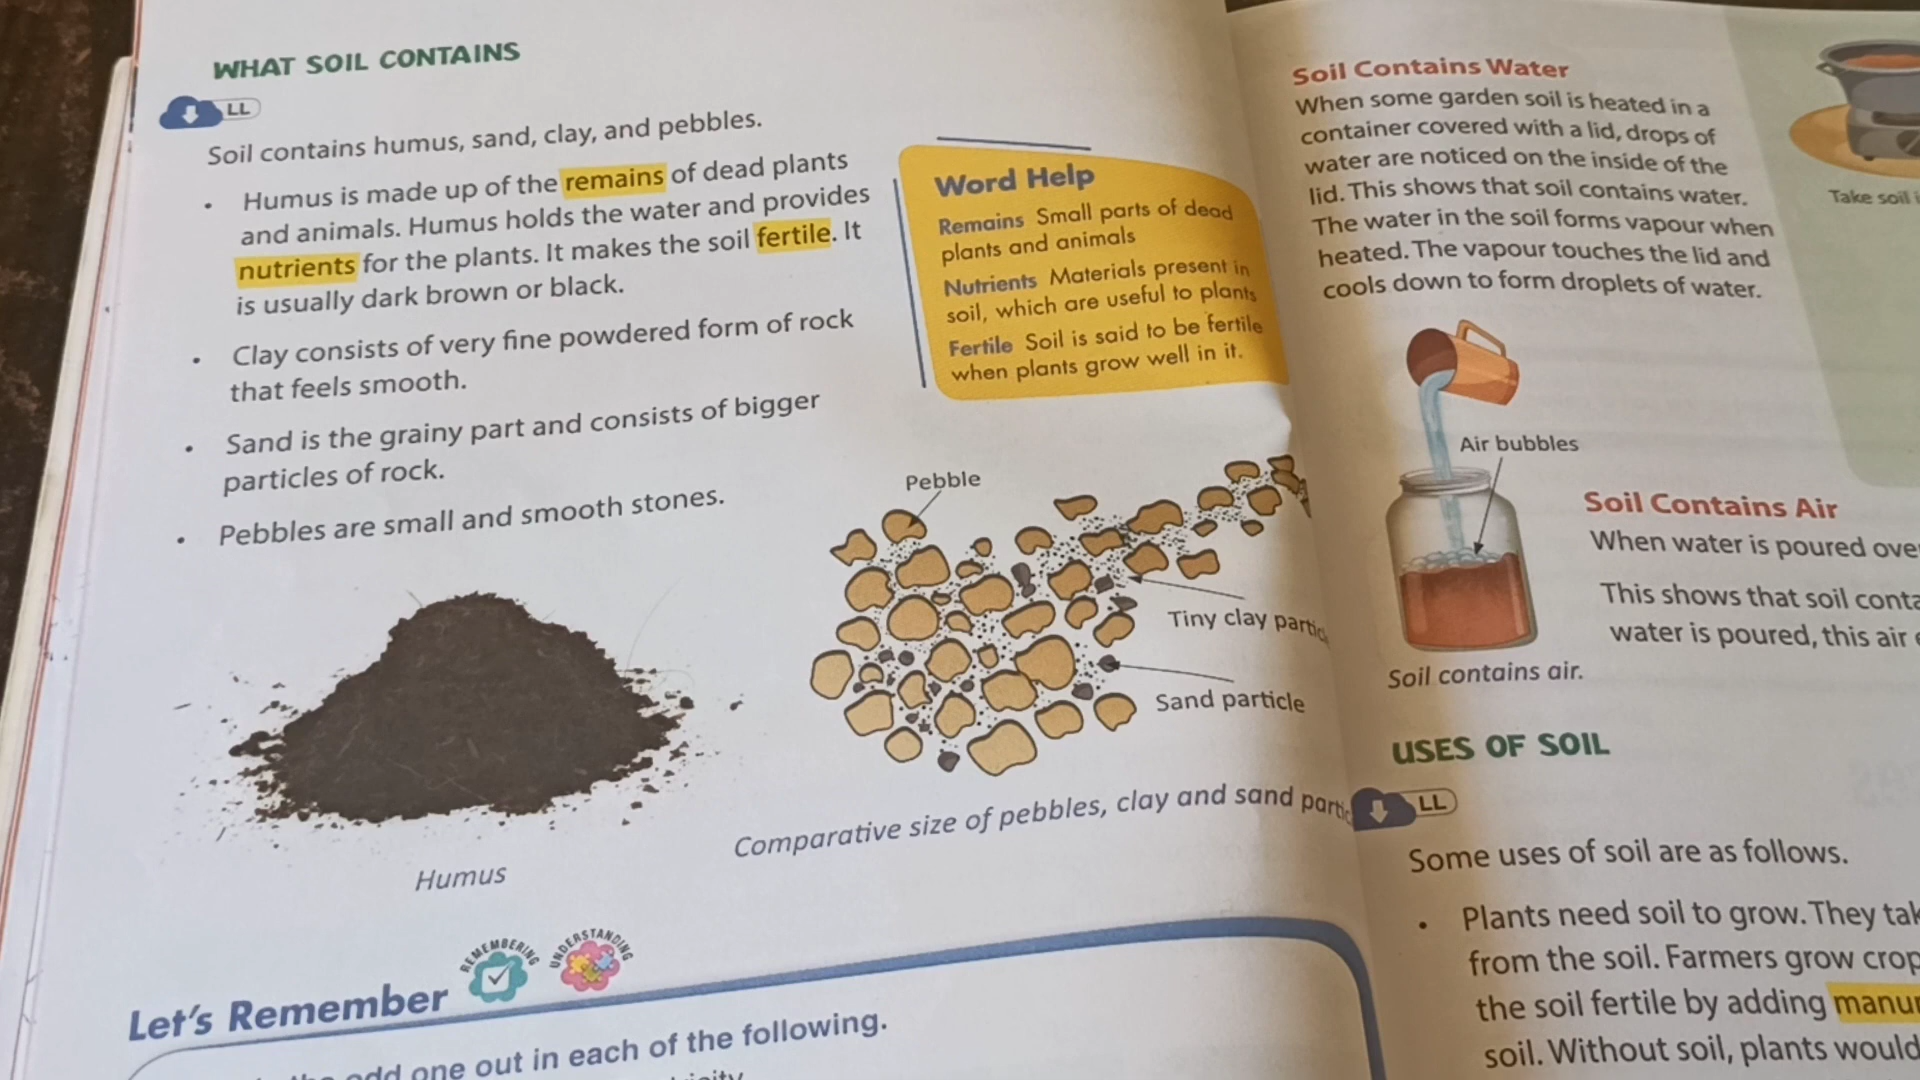 WHAT SOIL CONTAINS
LL
Soil contains humus, sand, clay, and pebbles.
• Humus is made up of the remains of dead plants
and animals. Humus holds the water and provides
nutrients for the plants. It makes the soil fertile. It
is usually dark brown or black.
• Clay consists of very fine powdered form of rock
that feels smooth.
• Sand is the grainy part and consists of bigger
particles of rock.
• Pebbles are small and smooth stones.
Word Help
Remains Small parts of dead
plants and animals
Nutrients Materials present in
soil, which are useful to plants
Fertile Soil is said to be fertile
when plants grow well in it.
Pebble
Tiny clay
Sand particle
Humus
Comparative size of pebbles, clay and sand
REMEMBERING
UNDERSTANDING
Let's Remember
odd one out in each of the following.
Soil Contains Water
When some garden soil is heated in a
container covered with a lid, drops of
water are noticed on the inside of the
lid. This shows that soil contains water.
The water in the soil forms vapour when
heated. The vapour touches the lid and
cools down to form droplets of water.
Take soil
Air bubbles
Soil contains air.
Soil Contains Air
When water is poured
This shows that soil
water is poured, this air
USES OF SOIL
LL
Some uses of soil are as follows.
• Plants need soil to grow. They
from the soil. Farmers grow
the soil fertile by adding
soil. Without soil, plants would